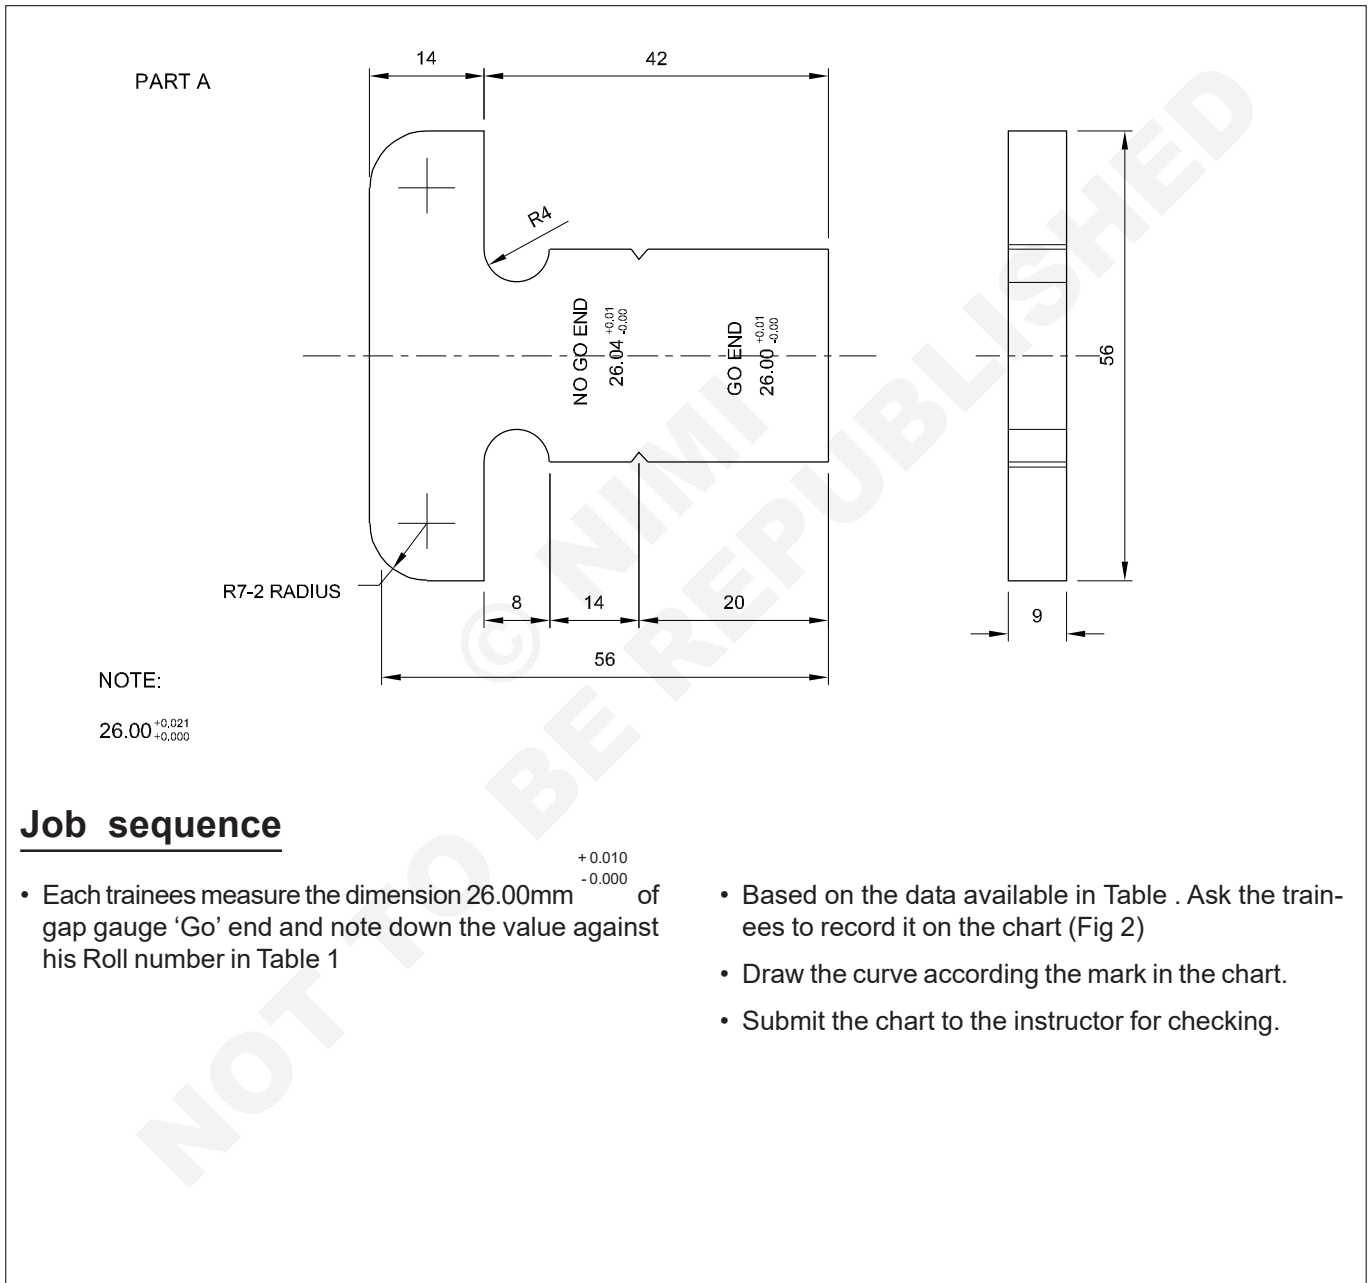 PART A
14
42
R4
NO GO END
26.04 +0.01
-0.00
GO END
26.00 +0.01
-0.00
56
R7-2 RADIUS
8
14
20
9
56
NOTE:
26.00 +0.021
+0.000
Job sequence
+ 0.010
- 0.000
• Each trainees measure the dimension 26.00mm of
gap gauge ‘Go’ end and note down the value against
his Roll number in Table 1
• Based on the data available in Table . Ask the train-
ees to record it on the chart (Fig 2)
• Draw the curve according the mark in the chart.
• Submit the chart to the instructor for checking.
© NIMI
NOT TO BE REPUBLISHED